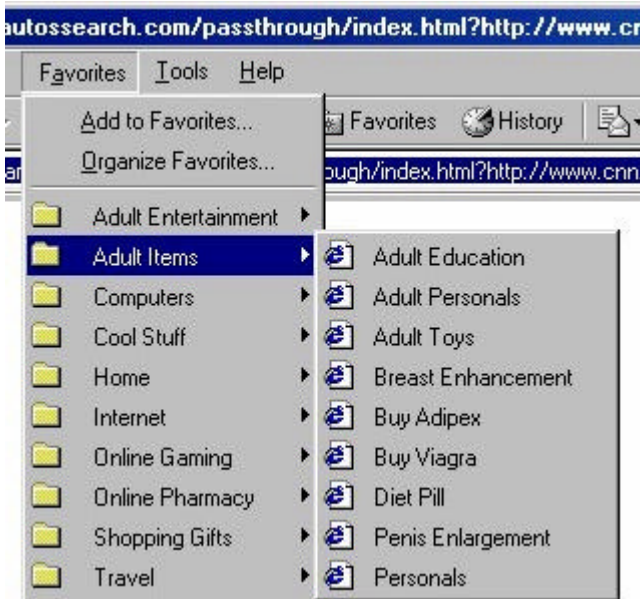 autossearch.com/passthrough/index.html?http://www.cn
Favorites Tools Help
Add to Favorites...
Favorites History
Organize Favorites...
ough/index.html?http://www.cnn
Adult Entertainment
Adult Items
Computers
Cool Stuff
Home
Internet
Online Gaming
Online Pharmacy
Shopping Gifts
Travel
Adult Education
Adult Personals
Adult Toys
Breast Enhancement
Buy Adipex
Buy Viagra
Diet Pill
Penis Enlargement
Personals